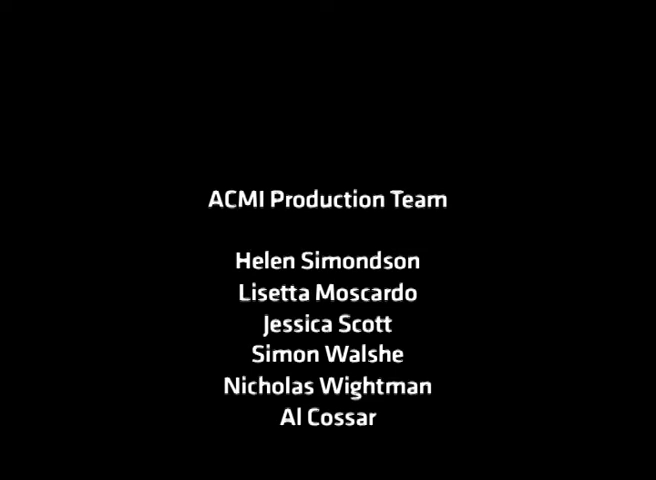 ACMI Production Team
Helen Simondson
Lisetta Moscardo
Jessica Scott
Simon Walshe
Nicholas Wightman
Al Cossar